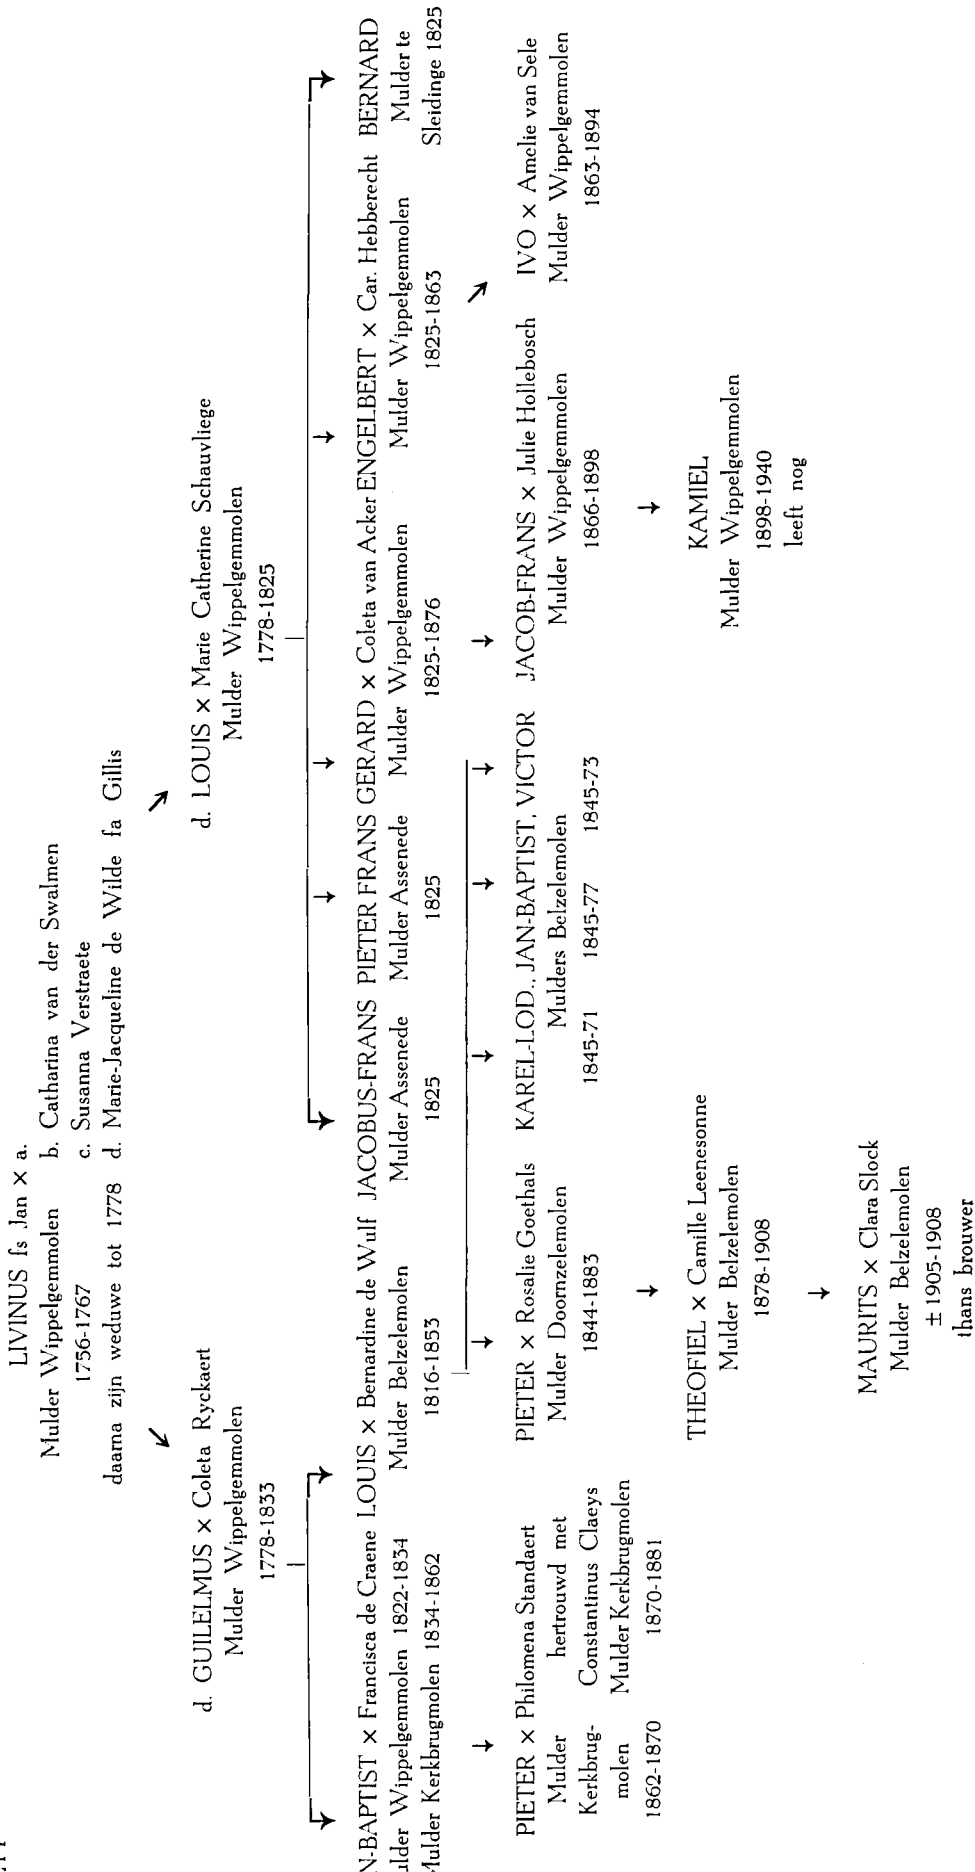 LIVINUS fs Jan × a.
Mulder Wippelgemmolen b. Catharina van der Swalmen
1756-1767 c. Susanna Verstraete
daarna zijn weduwe tot 1778 d. Marie-Jacqueline de Wilde fa Gillis
d. GUILELMUS × Coleta Ryckaert
Mulder Wippelgemmolen
1778-1833
d. LOUIS × Marie Catherine Schauvliege
Mulder Wippelgemmolen
1778-1825
N-BAPTIST × Francisca de Craene
ulder Wippelgemmolen 1822-1834
Mulder Kerkbrugmolen 1834-1862
LOUIS × Bernardine de Wulf
Mulder Belzelemolen
1816-1853
JACOBUS-FRANS
Mulder Assenede
1825
PIETER FRANS
Mulder Assenede
1825
GERARD × Coleta van Acker
Mulder Wippelgemmolen
1825-1876
ENGELBERT × Car. Hebberecht
Mulder Wippelgemmolen
1825-1863
BERNARD
Mulder te
Sleidinge 1825
PIETER × Philomena Standaert
Mulder hertrouwd met
Kerkbrug- Constantinus Claeys
molen Mulder Kerkbrugmolen
1862-1870 1870-1881
PIETER × Rosalie Goethals
Mulder Doornzelemolen
1844-1883
KAREL-LOD., JAN-BAPTIST, VICTOR
Mulders Belzelemolen
1845-71 1845-77 1845-73
JACOB-FRANS × Julie Hollebosch
Mulder Wippelgemmolen
1866-1898
IVO × Amelie van Sele
Mulder Wippelgemmolen
1863-1894
THEOFIEL × Camille Leenesonne
Mulder Belzelemolen
1878-1908
KAMIEL
Mulder Wippelgemmolen
1898-1940
leeft nog
MAURITS × Clara Slock
Mulder Belzelemolen
± 1905-1908
thans brouwer